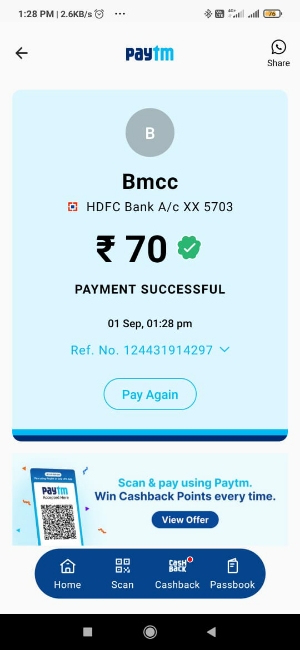 1:28 PM | 2.6KB/s
76
paytm
Share
B
Bmcc
HDFC Bank A/c XX 5703
₹ 70
PAYMENT SUCCESSFUL
01 Sep, 01:28 pm
Ref. No. 124431914297
Pay Again
paytm
Accepted Here
Scan & pay using Paytm.
Win Cashback Points every time.
View Offer
Home
Scan
CASH BACK
Cashback
Passbook